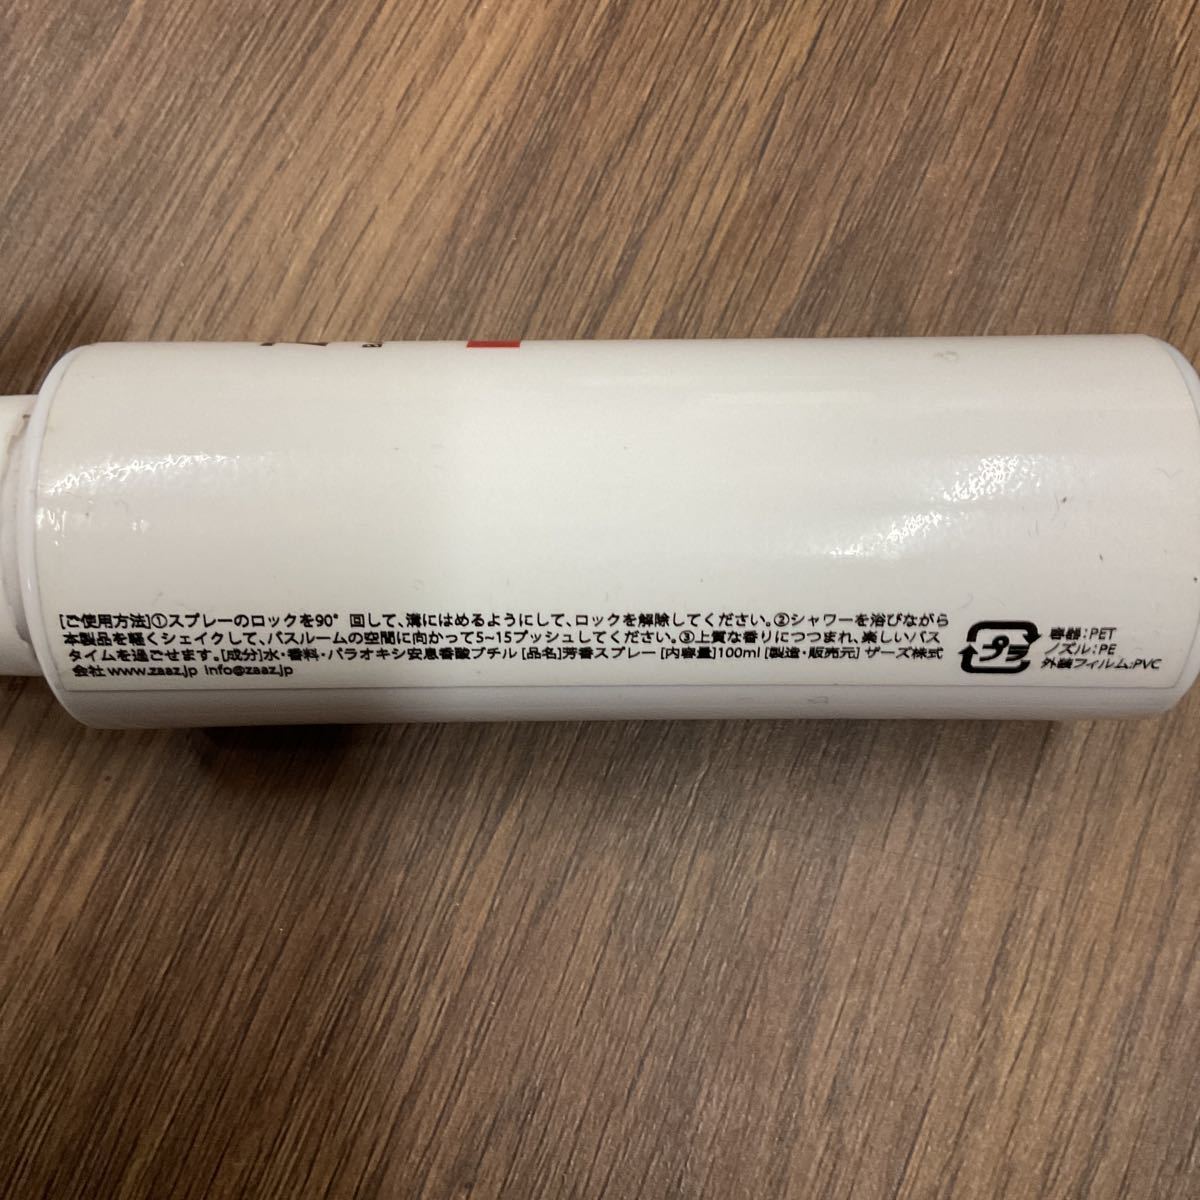 [ご使用方法]①スプレーのロックを90°回して、溝にはめるようにして、ロックを解除してください。②シャワーを浴びながら
本製品を軽くシェイクして、バスルームの空間に向かって5~15プッシュしてください。③上質な香りにつつまれ、楽しいバス
タイムを過ごせます。[成分]水・香料・パラオキシ安息香酸ブチル [品名]芳香スプレー [内容量]100ml [製造・販売元] ザーズ株式
会社 www.zaaz.jp info@zaaz.jp
プラ
容器:PET
ノズル:PE
外装フィルム:PVC